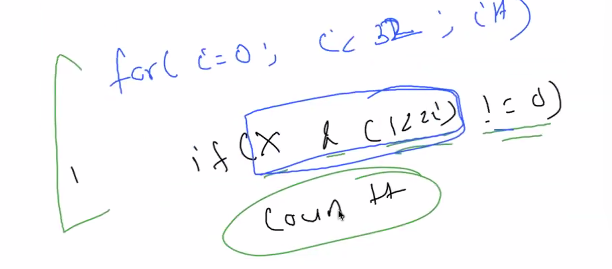 for( i=0 ; i< 32 ; i++)
if(X & (1<<i) != 0)
count ++